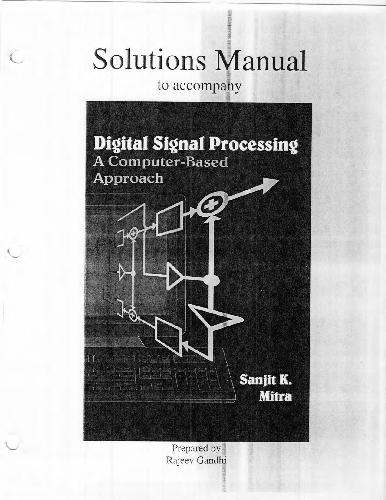 Solutions Manual
to accompany
Digital Signal Processing
A Computer-Based
Approach
Sanjit K.
Mitra
Prepared by
Rajeev Gandhi